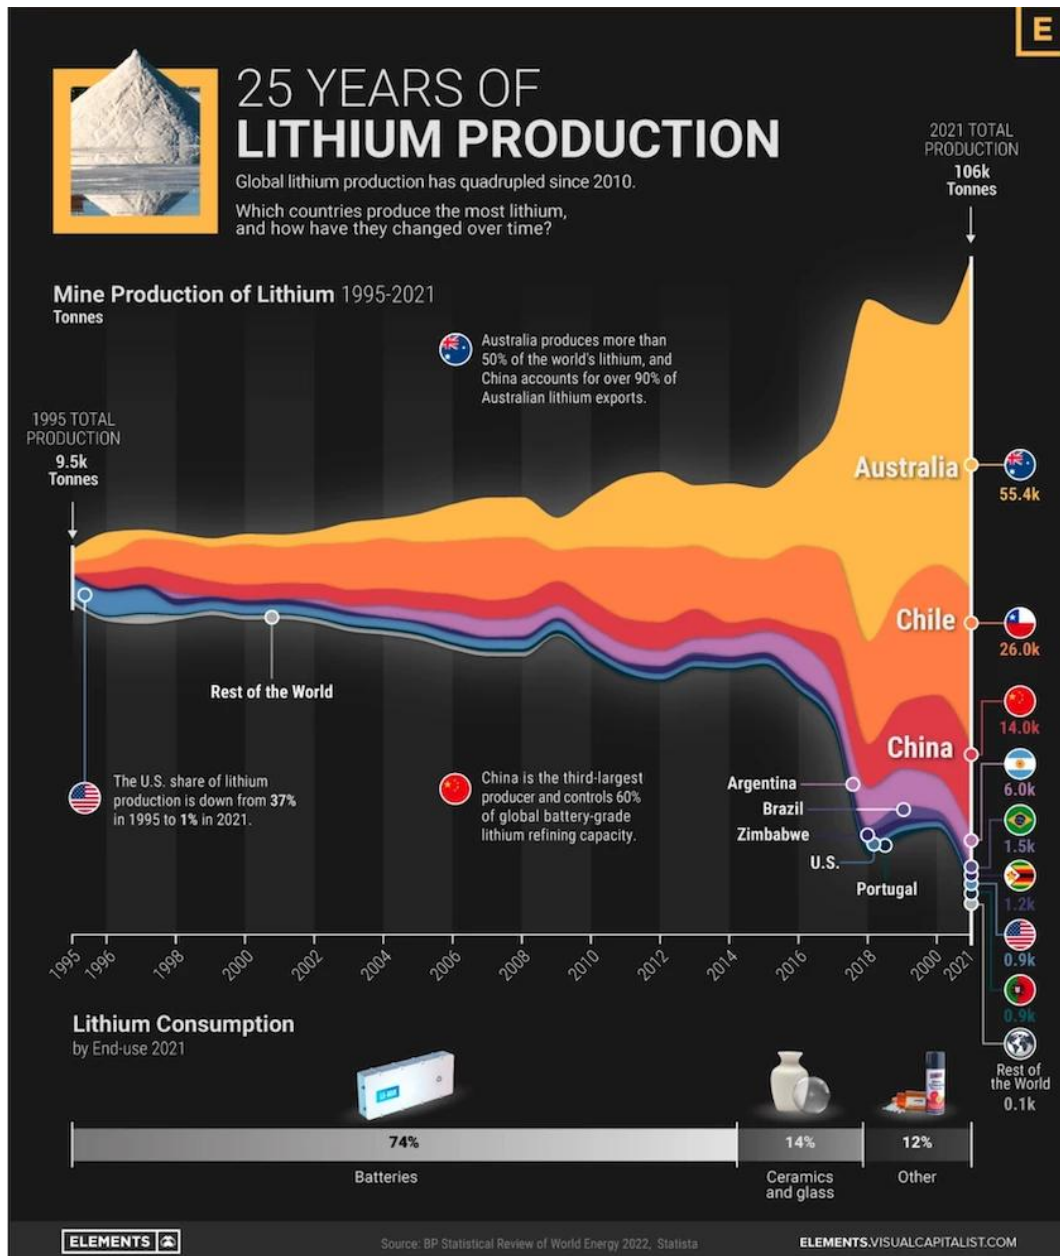 E
25 YEARS OF
LITHIUM PRODUCTION
Global lithium production has quadrupled since 2010.
Which countries produce the most lithium,
and how have they changed over time?
2021 TOTAL
PRODUCTION
106k
Tonnes
Mine Production of Lithium 1995-2021
Tonnes
Australia produces more than
50% of the world's lithium, and
China accounts for over 90% of
Australian lithium exports.
1995 TOTAL
PRODUCTION
9.5k
Tonnes
Australia
55.4k
Chile
26.0k
Rest of the World
China
14.0k
The U.S. share of lithium
production is down from 37%
in 1995 to 1% in 2021.
China is the third-largest
producer and controls 60%
of global battery-grade
lithium refining capacity.
Argentina
6.0k
Brazil
1.5k
Zimbabwe
1.2k
U.S.
0.9k
Portugal
0.9k
Rest of
the World
0.1k
1995 1996 1998 2000 2002 2004 2006 2008 2010 2012 2014 2016 2018 2000 2021
Lithium Consumption
by End-use 2021
74% 14% 12%
Batteries
Ceramics
and glass
Other
ELEMENTS
Source: BP Statistical Review of World Energy 2022, Statista
ELEMENTS.VISUALCAPITALIST.COM